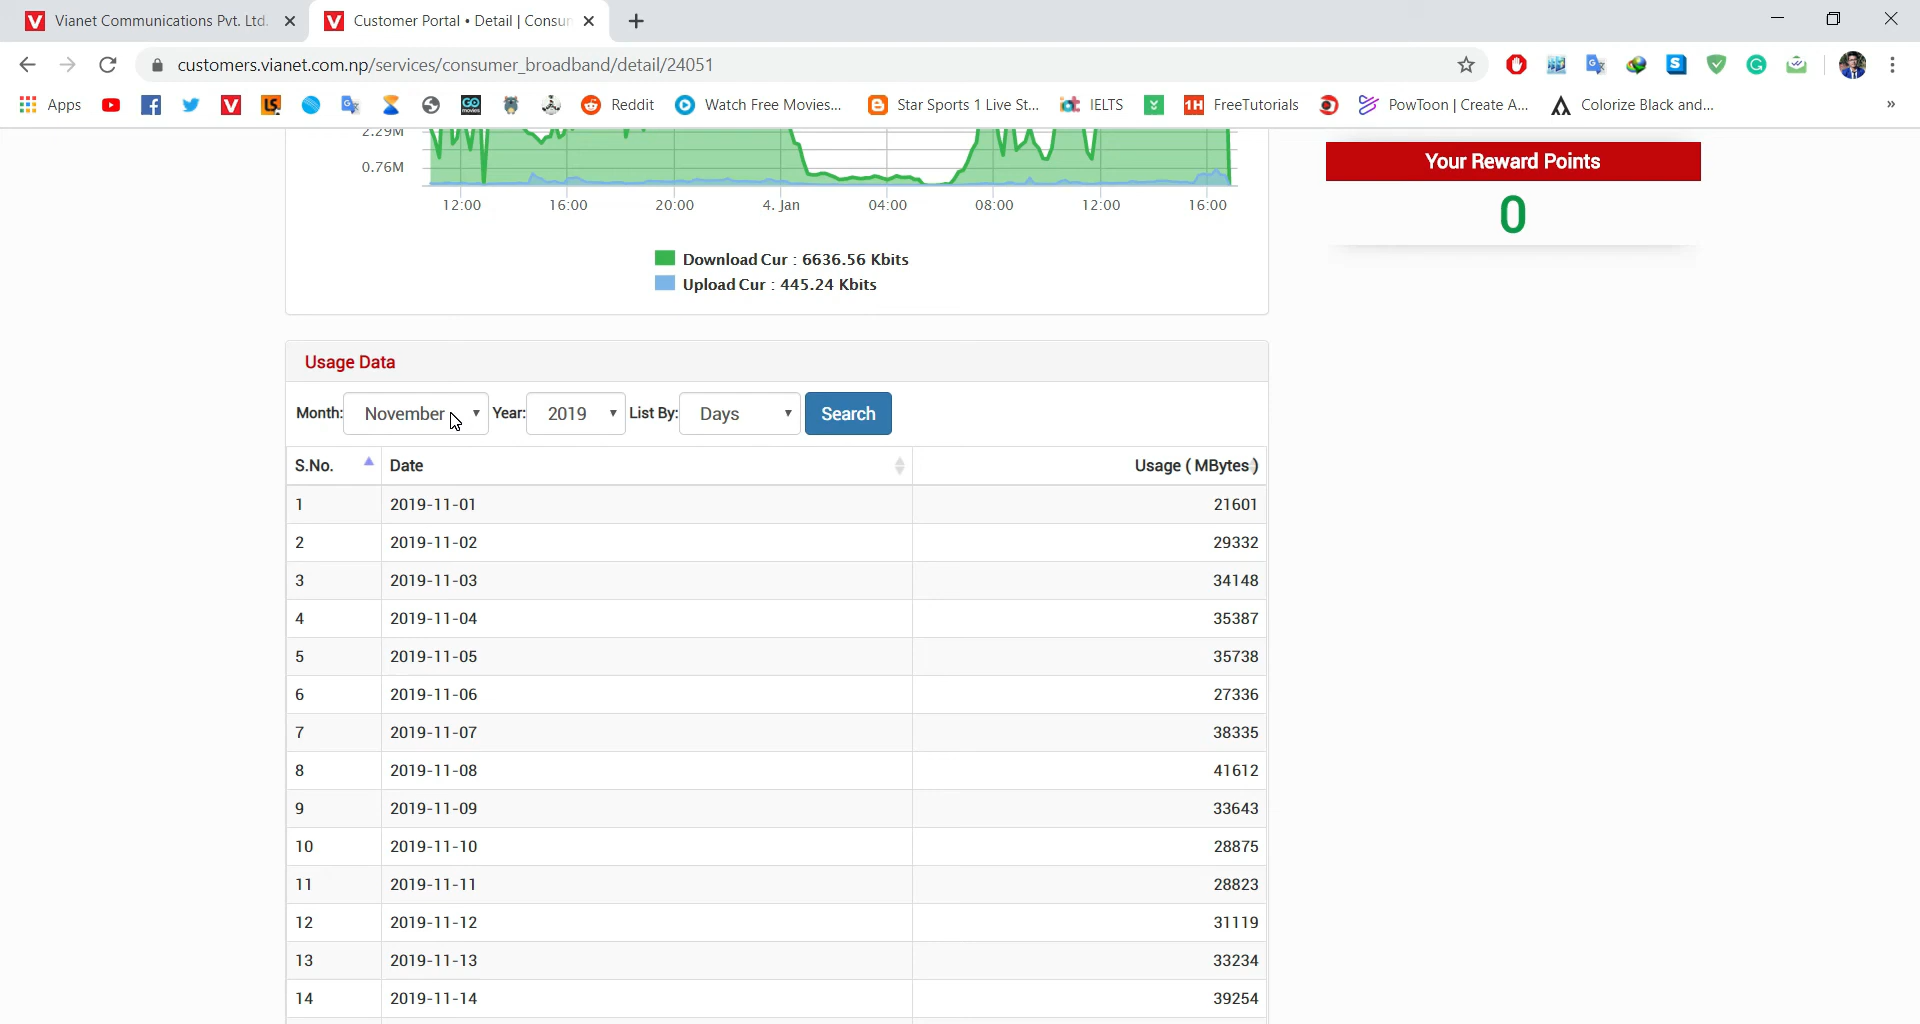 Vianet Communications Pvt. Ltd.
Customer Portal • Detail | Consu
customers.vianet.com.np/services/consumer_broadband/detail/24051
Apps
Reddit
Watch Free Movies...
Star Sports 1 Live St...
IELTS
1H FreeTutorials
PowToon | Create A...
Colorize Black and...
»
2.29M
0.76M
12:00 16:00 20:00 4. Jan 04:00 08:00 12:00 16:00
Download Cur : 6636.56 Kbits
Upload Cur : 445.24 Kbits
Your Reward Points
0
Usage Data
Month: November Year: 2019 List By: Days Search
S.No. Date Usage ( MBytes )
1 2019-11-01 21601
2 2019-11-02 29332
3 2019-11-03 34148
4 2019-11-04 35387
5 2019-11-05 35738
6 2019-11-06 27336
7 2019-11-07 38335
8 2019-11-08 41612
9 2019-11-09 33643
10 2019-11-10 28875
11 2019-11-11 28823
12 2019-11-12 31119
13 2019-11-13 33234
14 2019-11-14 39254